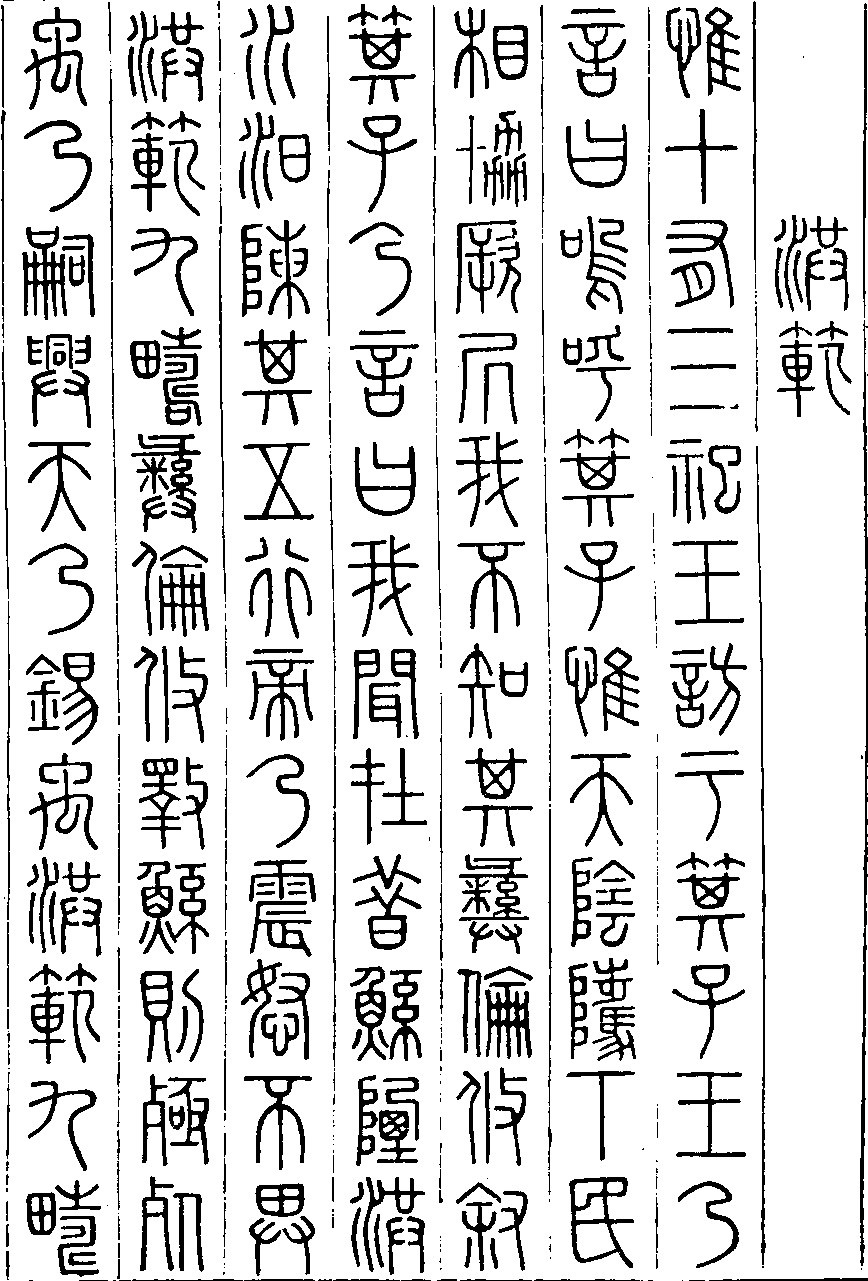 洪範
惟十有三祀王訪于箕子王乃
言曰嗚呼箕子惟天陰騭下民
相協厥居我不知其彝倫攸敘
箕子乃言曰我聞在昔鯀陻洪
水汩陳其五行帝乃震怒不畀
洪範九疇彝倫攸斁鯀則殛死
禹乃嗣興天乃錫禹洪範九疇